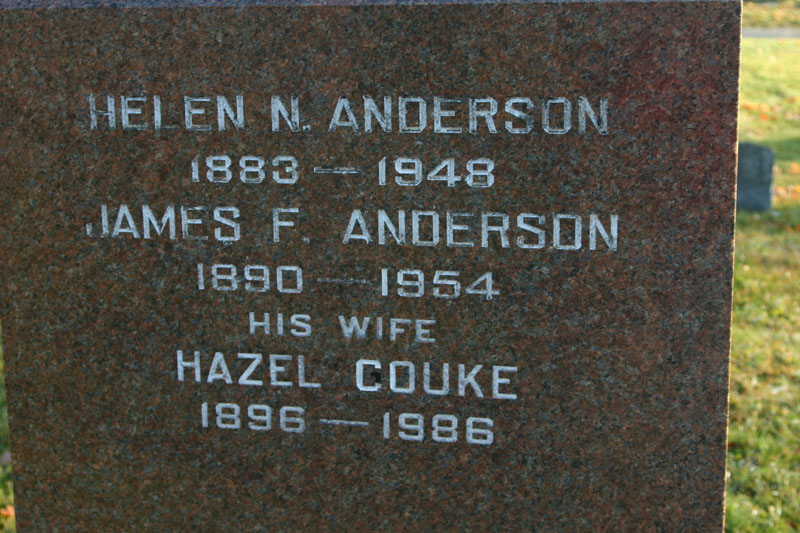 HELEN N. ANDERSON
1883 — 1948
JAMES F. ANDERSON
1890 — 1954
HIS WIFE
HAZEL COUKE
1896 — 1986